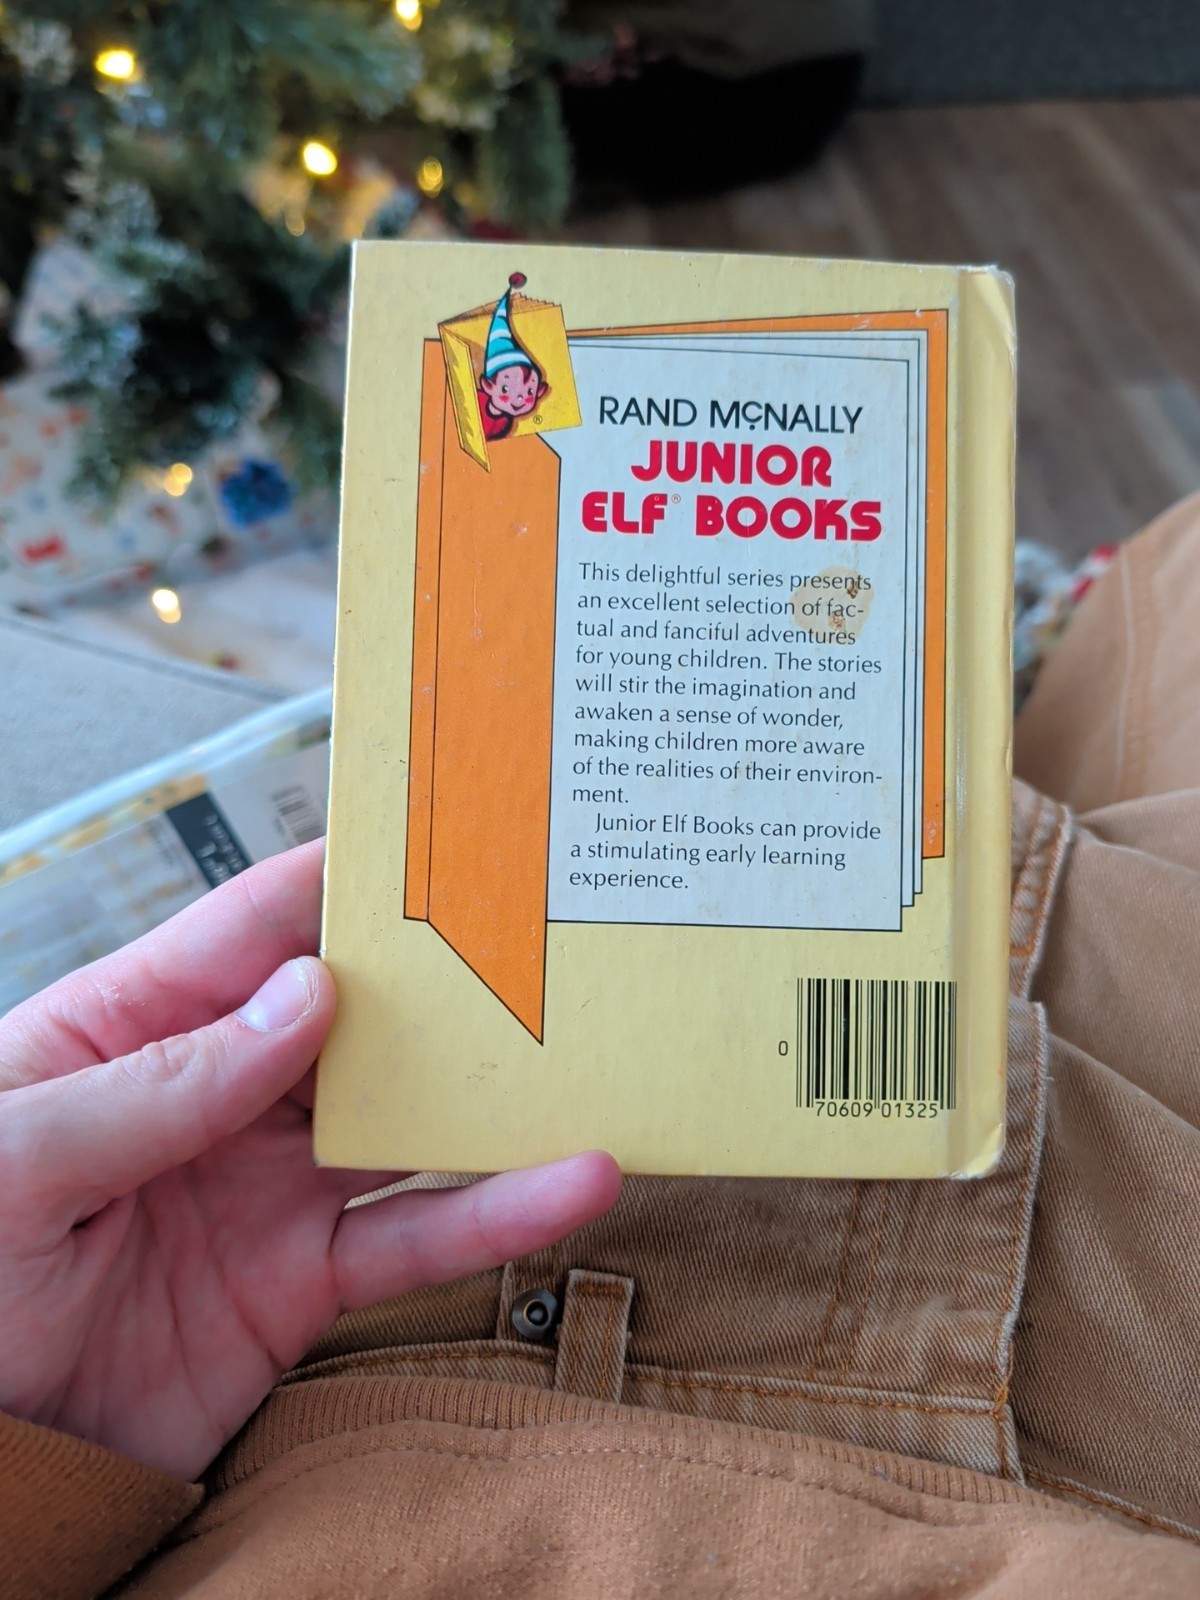 RAND McNALLY
JUNIOR
ELF® BOOKS
This delightful series presents
an excellent selection of fac-
tual and fanciful adventures
for young children. The stories
will stir the imagination and
awaken a sense of wonder,
making children more aware
of the realities of their environ-
ment.
Junior Elf Books can provide
a stimulating early learning
experience.
®
0
70609 01325